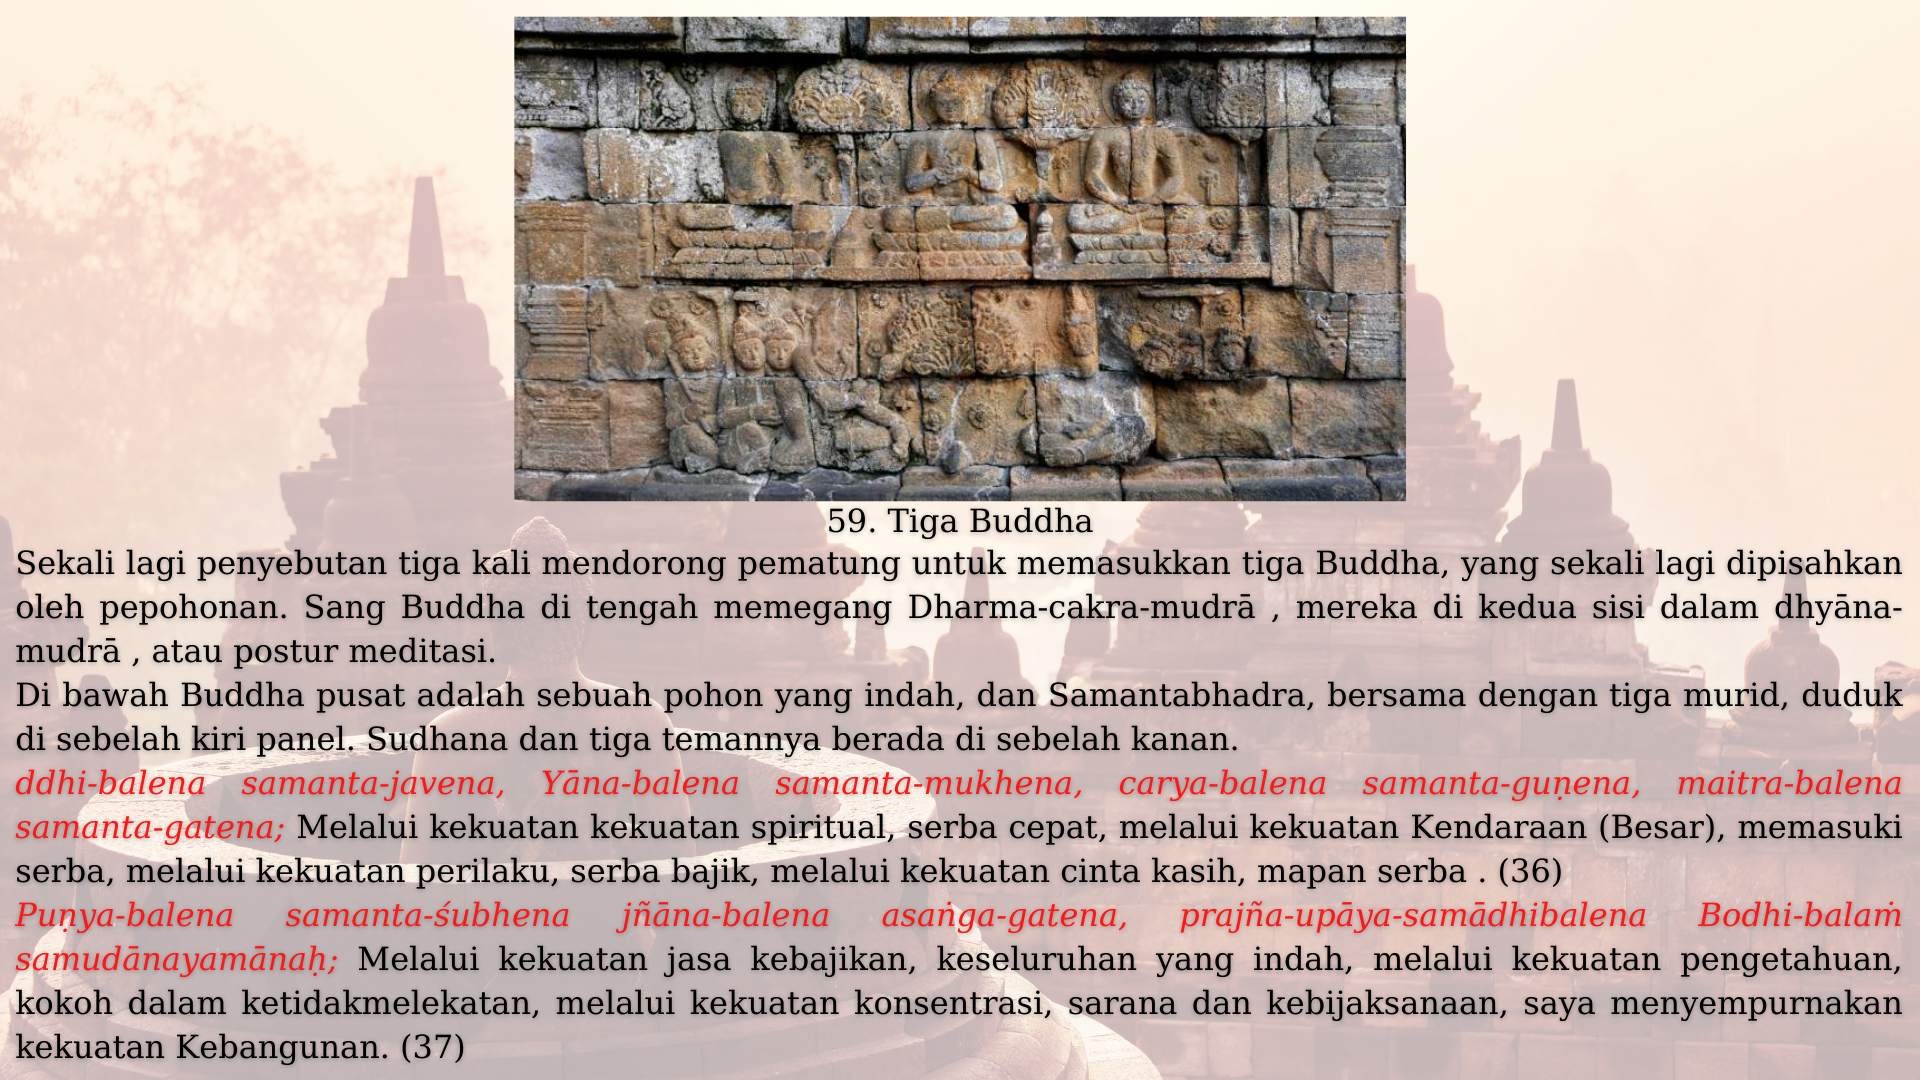 59. Tiga Buddha
Sekali lagi penyebutan tiga kali mendorong pematung untuk memasukkan tiga Buddha, yang sekali lagi dipisahkan
oleh pepohonan. Sang Buddha di tengah memegang Dharma-cakra-mudrā , mereka di kedua sisi dalam dhyāna-
mudrā , atau postur meditasi.
Di bawah Buddha pusat adalah sebuah pohon yang indah, dan Samantabhadra, bersama dengan tiga murid, duduk
di sebelah kiri panel. Sudhana dan tiga temannya berada di sebelah kanan.
ddhi-balena samanta-javena, Yāna-balena samanta-mukhena, carya-balena samanta-guṇena, maitra-balena
samanta-gatena; Melalui kekuatan kekuatan spiritual, serba cepat, melalui kekuatan Kendaraan (Besar), memasuki
serba, melalui kekuatan perilaku, serba bajik, melalui kekuatan cinta kasih, mapan serba . (36)
Puṇya-balena samanta-śubhena jñāna-balena asaṅga-gatena, prajña-upāya-samādhibalena Bodhi-balaṁ
samudānayamānaḥ; Melalui kekuatan jasa kebajikan, keseluruhan yang indah, melalui kekuatan pengetahuan,
kokoh dalam ketidakmelekatan, melalui kekuatan konsentrasi, sarana dan kebijaksanaan, saya menyempurnakan
kekuatan Kebangunan. (37)